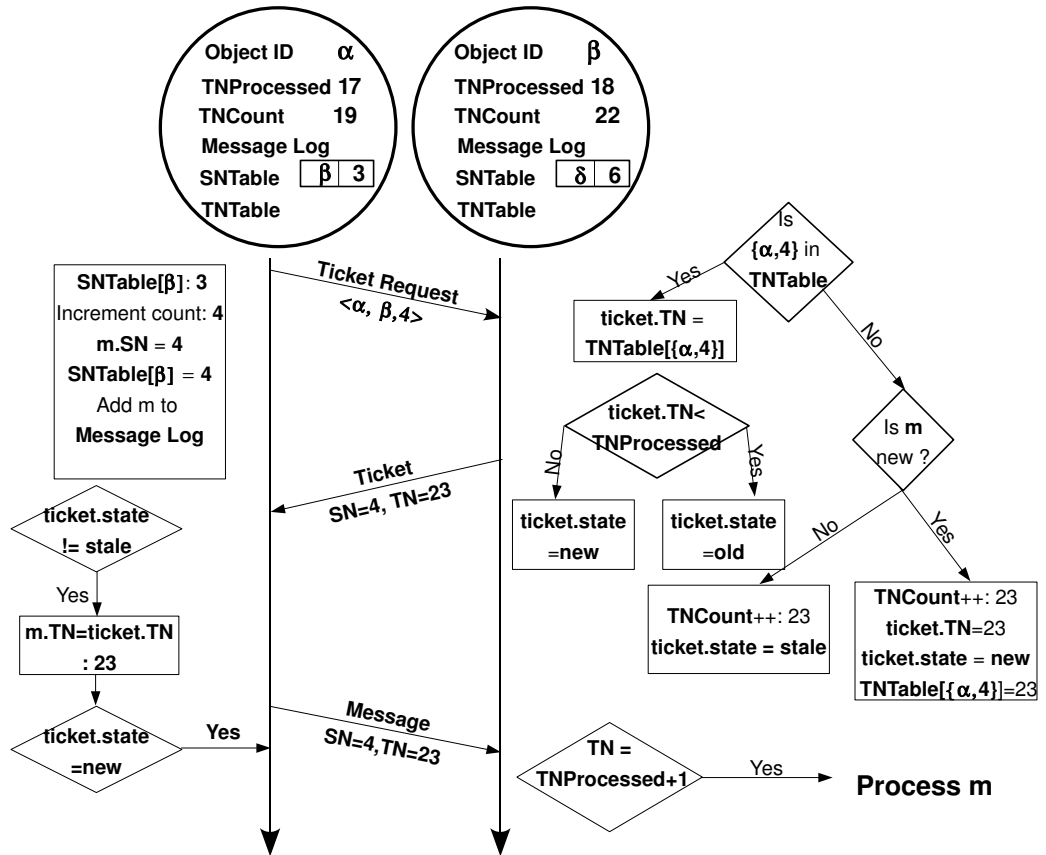 Object ID α
TNProcessed 17
TNCount 19
Message Log
SNTable β 3
TNTable
Object ID β
TNProcessed 18
TNCount 22
Message Log
SNTable δ 6
TNTable
SNTable[β]: 3
Increment count: 4
m.SN = 4
SNTable[β] = 4
Add m to
Message Log
Ticket Request
<α, β,4>
Is
{α,4} in
TNTable
Yes
No
ticket.TN =
TNTable[{α,4}]
ticket.TN<
TNProcessed
No
Yes
ticket.state
=new
ticket.state
=old
Is m
new ?
No
Yes
TNCount++: 23
ticket.state = stale
TNCount++: 23
ticket.TN=23
ticket.state = new
TNTable[{α,4}]=23
Ticket
SN=4, TN=23
ticket.state
!= stale
Yes
m.TN=ticket.TN
: 23
ticket.state
=new
Yes
Message
SN=4,TN=23
TN =
TNProcessed+1
Yes
Process m